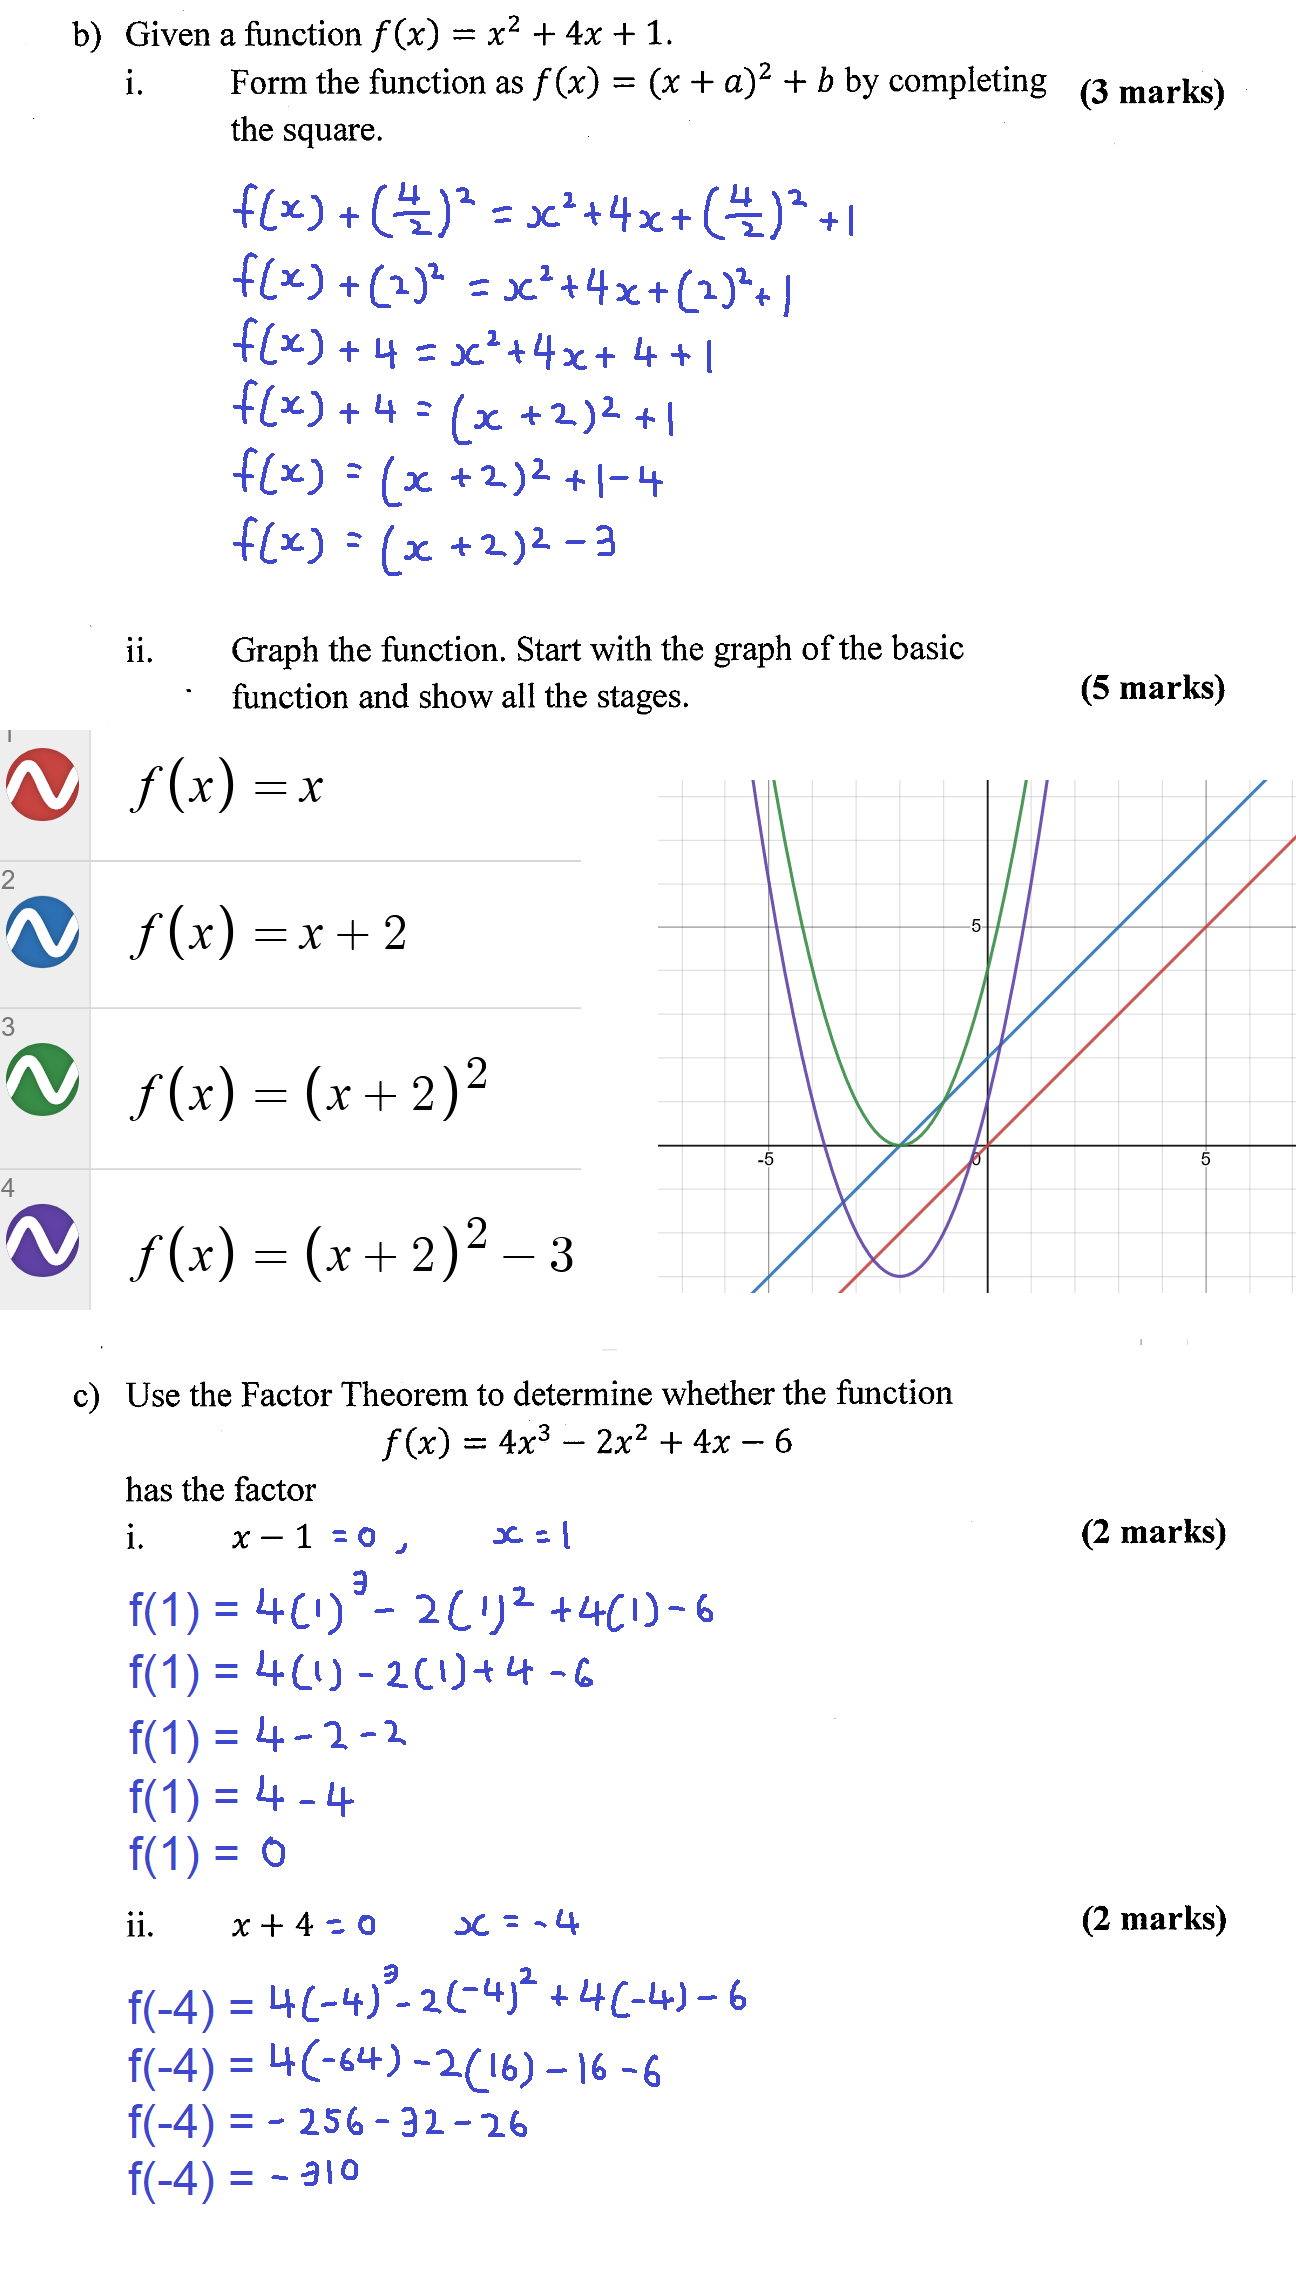 b) Given a function f(x) = x² + 4x + 1.
i. Form the function as f(x) = (x + a)² + b by completing (3 marks)
the square.
f(x) + (4/2)² = x² + 4x + (4/2)² + 1
f(x) + (2)² = x² + 4x + (2)² + 1
f(x) + 4 = x² + 4x + 4 + 1
f(x) + 4 = (x + 2)² + 1
f(x) = (x + 2)² + 1 - 4
f(x) = (x + 2)² - 3
ii. Graph the function. Start with the graph of the basic
function and show all the stages. (5 marks)
f(x) = x
2
f(x) = x + 2
3
f(x) = (x + 2)²
4
f(x) = (x + 2)² − 3
5
-5 0 5
c) Use the Factor Theorem to determine whether the function
f(x) = 4x³ − 2x² + 4x − 6
has the factor
i. x − 1 = 0, x = 1 (2 marks)
f(1) = 4(1)³ - 2(1)² + 4(1) - 6
f(1) = 4(1) - 2(1) + 4 - 6
f(1) = 4 - 2 - 2
f(1) = 4 - 4
f(1) = 0
ii. x + 4 = 0 x = -4 (2 marks)
f(-4) = 4(-4)³ - 2(-4)² + 4(-4) - 6
f(-4) = 4(-64) - 2(16) - 16 - 6
f(-4) = - 256 - 32 - 26
f(-4) = - 310